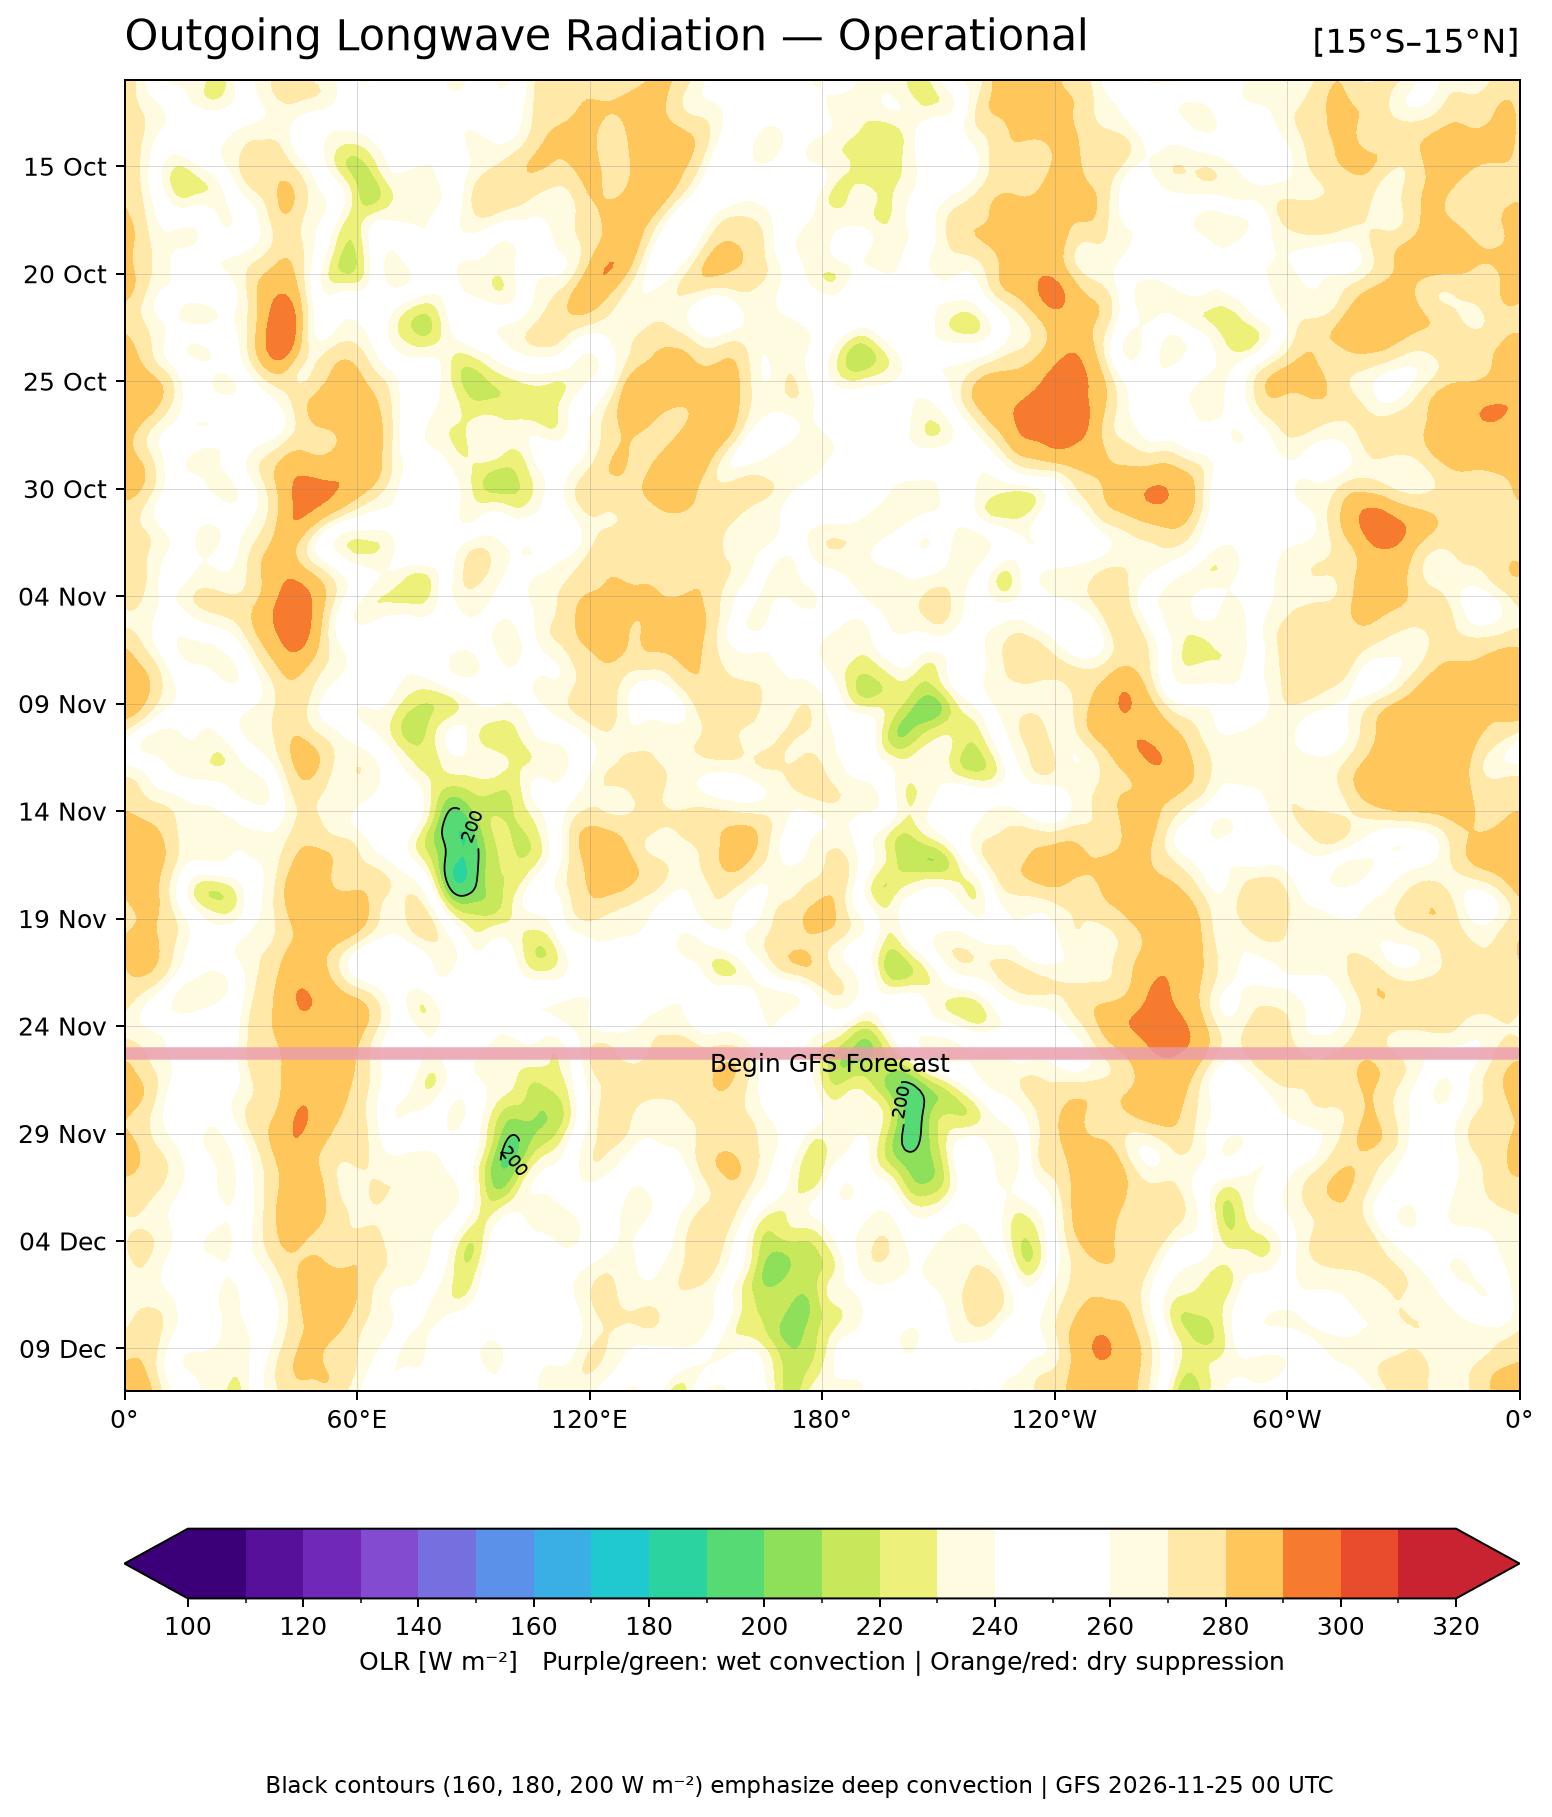 Outgoing Longwave Radiation — Operational
[15°S–15°N]
15 Oct
20 Oct
25 Oct
30 Oct
04 Nov
09 Nov
14 Nov
200
19 Nov
24 Nov
Begin GFS Forecast
200
29 Nov
200
04 Dec
09 Dec
0° 60°E 120°E 180° 120°W 60°W 0°
100 120 140 160 180 200 220 240 260 280 300 320
OLR [W m⁻²]   Purple/green: wet convection | Orange/red: dry suppression
Black contours (160, 180, 200 W m⁻²) emphasize deep convection | GFS 2026-11-25 00 UTC